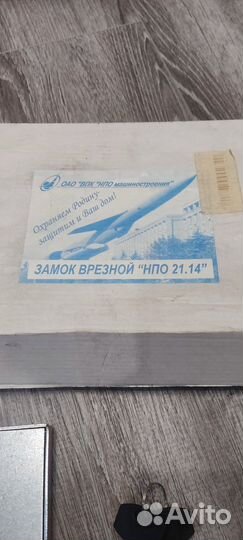 ОАО "ВПК "НПО машиностроения"
Охраняем Родину-
защитим и Ваш дом!
ЗАМОК ВРЕЗНОЙ "НПО 21.14"
Avito